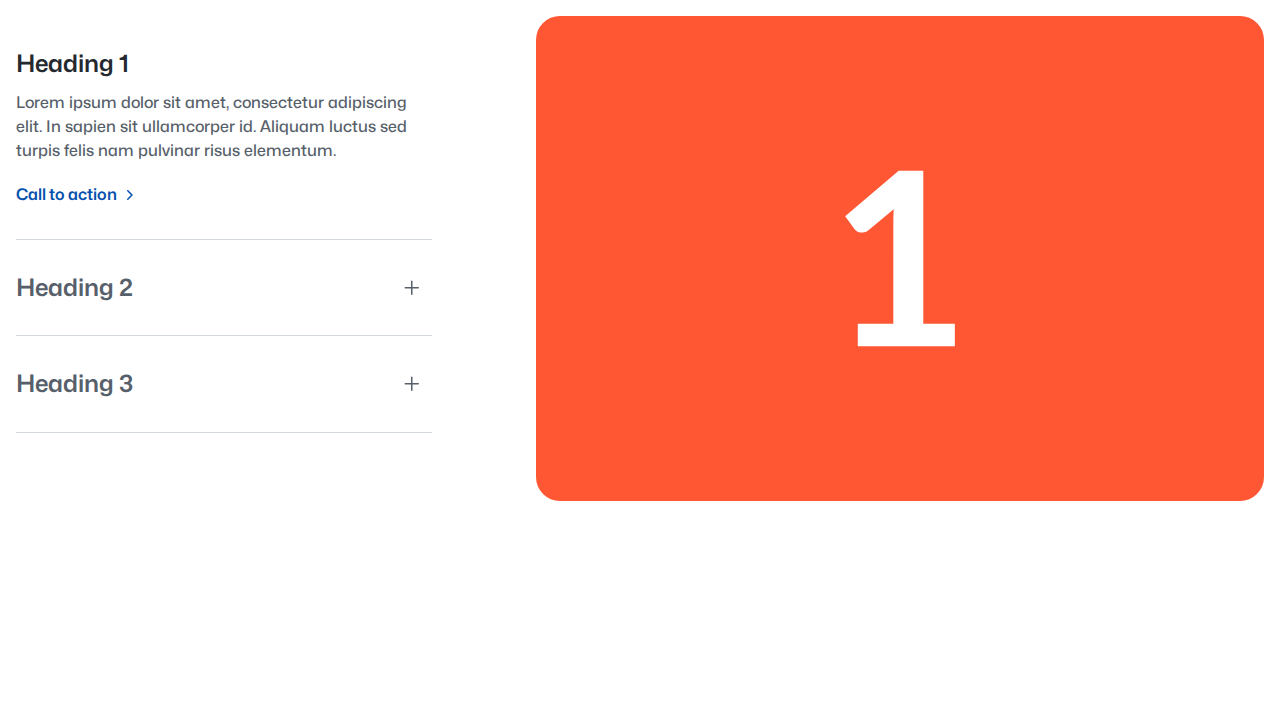 Heading 1
Lorem ipsum dolor sit amet, consectetur adipiscing
elit. In sapien sit ullamcorper id. Aliquam luctus sed
turpis felis nam pulvinar risus elementum.
Call to action
Heading 2
Heading 3
1